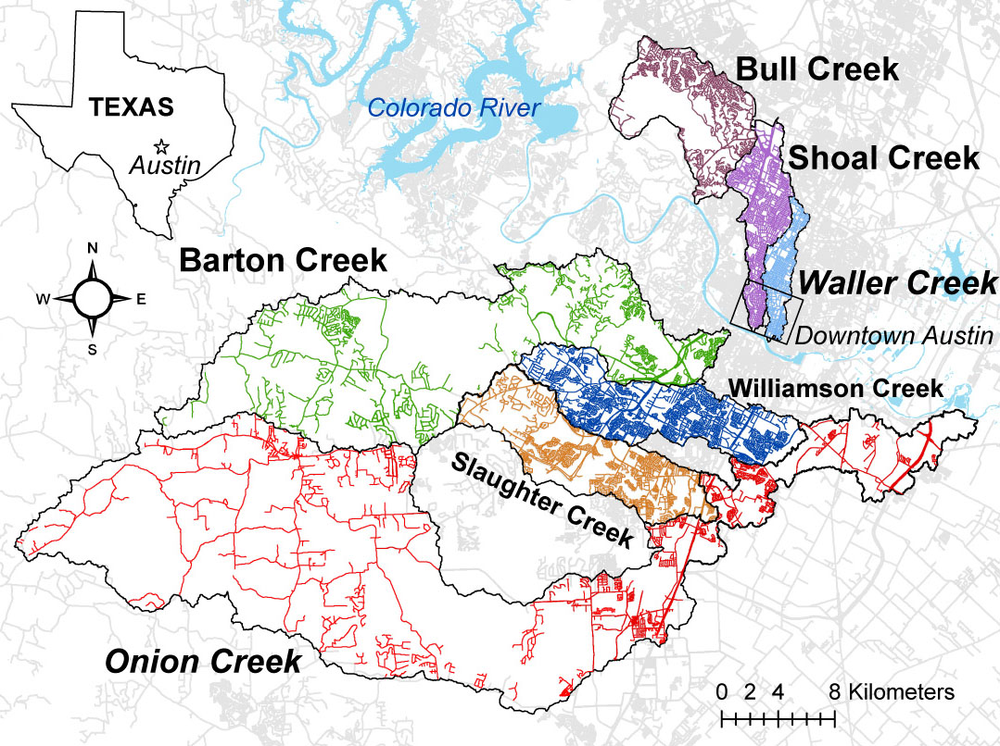 TEXAS
Austin
Colorado River
Bull Creek
Shoal Creek
Barton Creek
N
W
E
S
Waller Creek
Downtown Austin
Williamson Creek
Slaughter Creek
Onion Creek
0 2 4 8 Kilometers